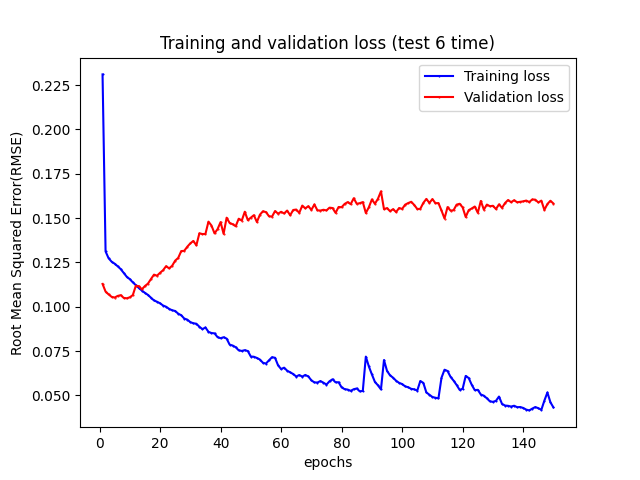 Training and validation loss (test 6 time)
Training loss
Validation loss
Root Mean Squared Error(RMSE)
0.225
0.200
0.175
0.150
0.125
0.100
0.075
0.050
0 20 40 60 80 100 120 140
epochs